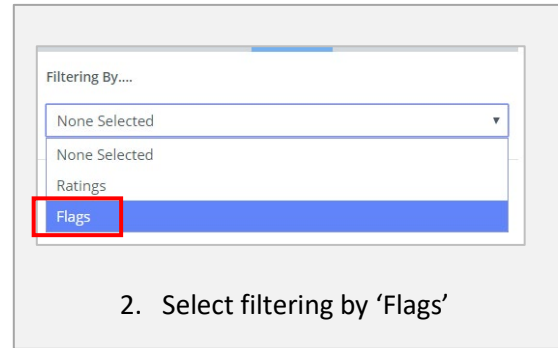 Filtering By....
None Selected
None Selected
Ratings
Flags
2. Select filtering by ‘Flags’